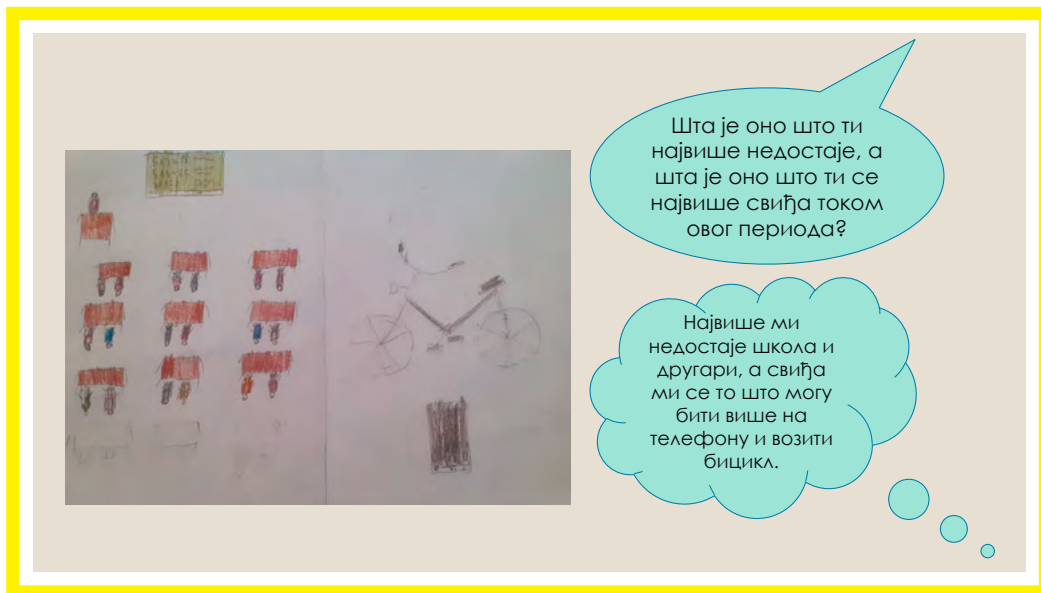 Шта је оно што ти
највише недостаје, а
шта је оно што ти се
највише свиђа током
овог периода?
Највише ми
недостаје школа и
другари, а свиђа
ми се то што могу
бити више на
телефону и возити
бицикл.